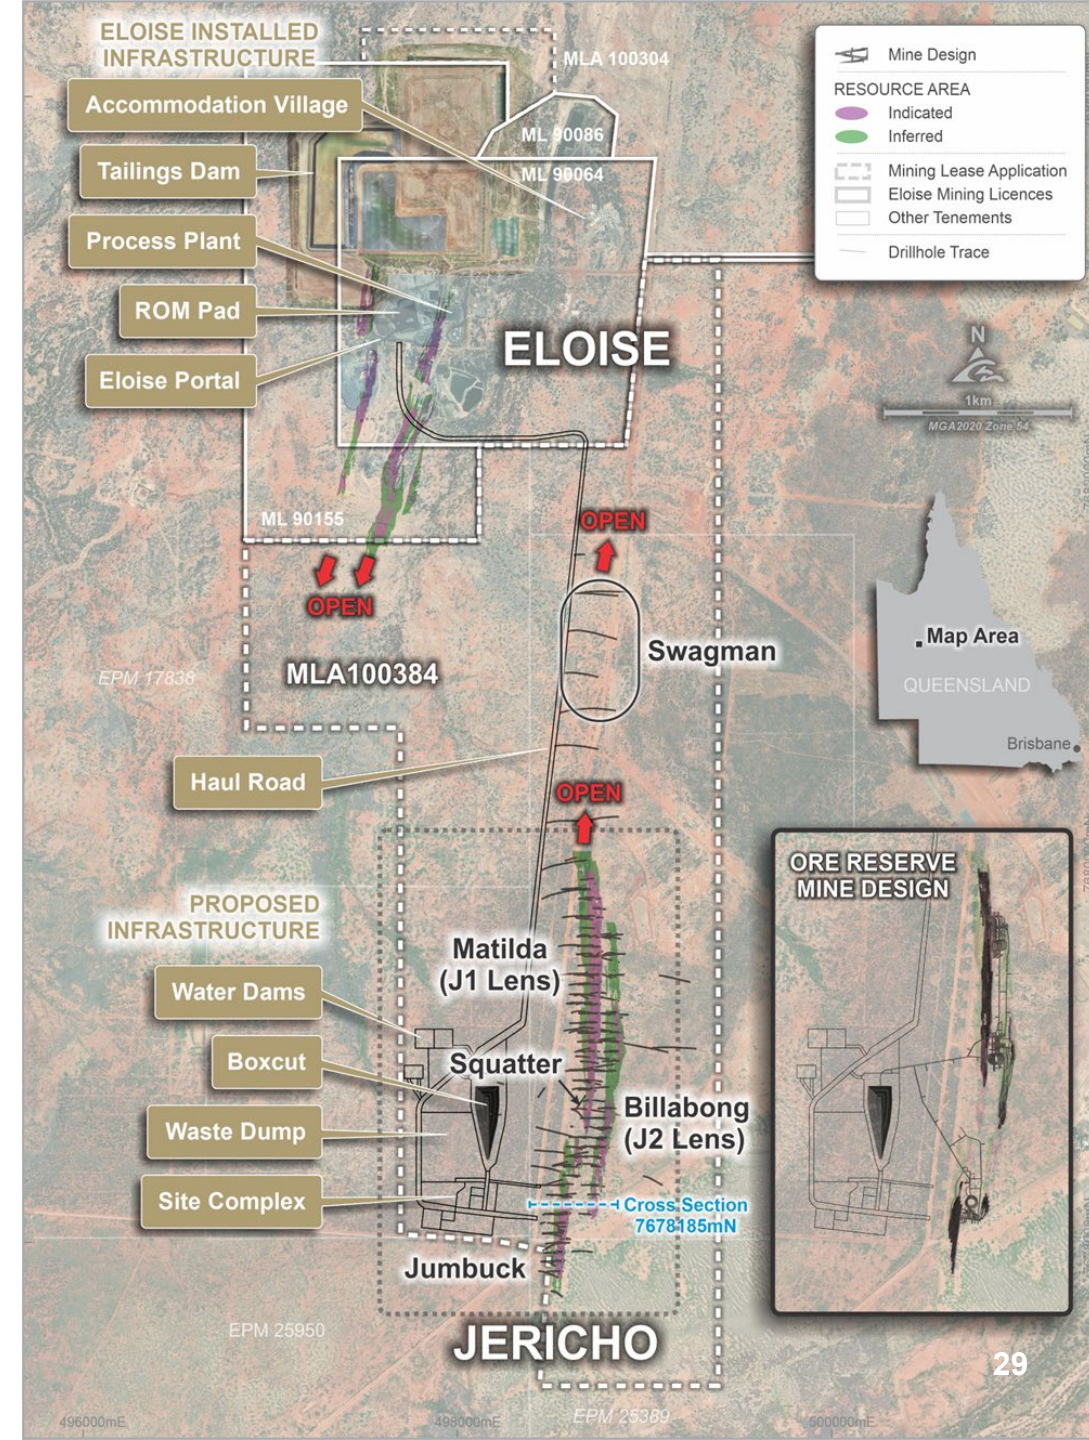 ELOISE INSTALLED
INFRASTRUCTURE
MLA 100304
Accommodation Village
ML 90086
ML 90064
Tailings Dam
Process Plant
ROM Pad
Eloise Portal
ELOISE
Mine Design
RESOURCE AREA
Indicated
Inferred
Mining Lease Application
Eloise Mining Licences
Other Tenements
Drillhole Trace
N
1km
MGA2020 Zone 54
ML 90155
OPEN
OPEN
MLA100384
EPM 17838
Swagman
Map Area
QUEENSLAND
Brisbane
Haul Road
OPEN
ORE RESERVE
MINE DESIGN
PROPOSED
INFRASTRUCTURE
Matilda
(J1 Lens)
Water Dams
Boxcut
Squatter
Billabong
(J2 Lens)
Waste Dump
Site Complex
Cross Section
7678185mN
Jumbuck
JERICHO
EPM 25950
29
EPM 25389
496000mE
498000mE
500000mE